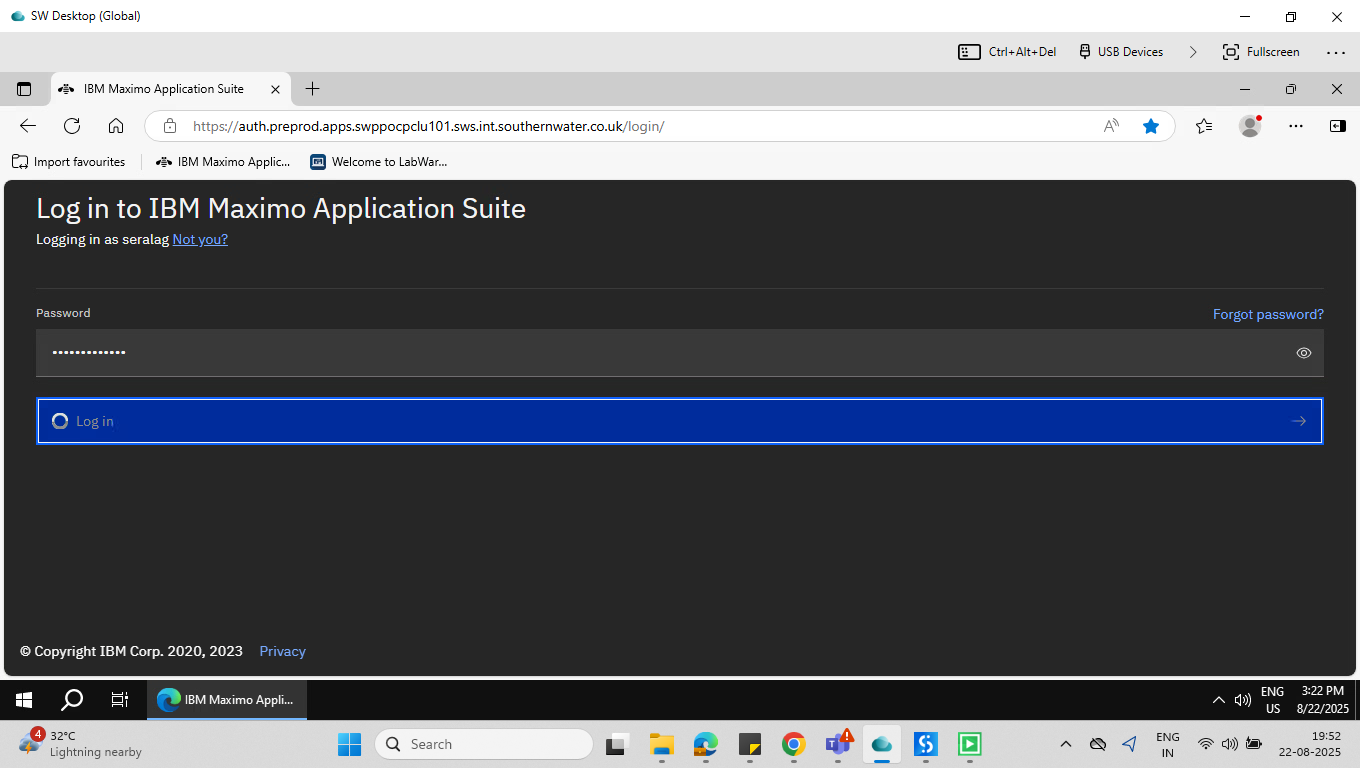 SW Desktop (Global)
Ctrl+Alt+Del
USB Devices
Fullscreen
IBM Maximo Application Suite
https://auth.preprod.apps.swppocpclu101.sws.int.southernwater.co.uk/login/
Import favourites
IBM Maximo Applic...
Welcome to LabWar...
Log in to IBM Maximo Application Suite
Logging in as seralag Not you?
Password
Forgot password?
•••••••••••••
Log in
© Copyright IBM Corp. 2020, 2023 Privacy
IBM Maximo Appli...
ENG
US
3:22 PM
8/22/2025
4
32°C
Lightning nearby
Search
ENG
IN
19:52
22-08-2025